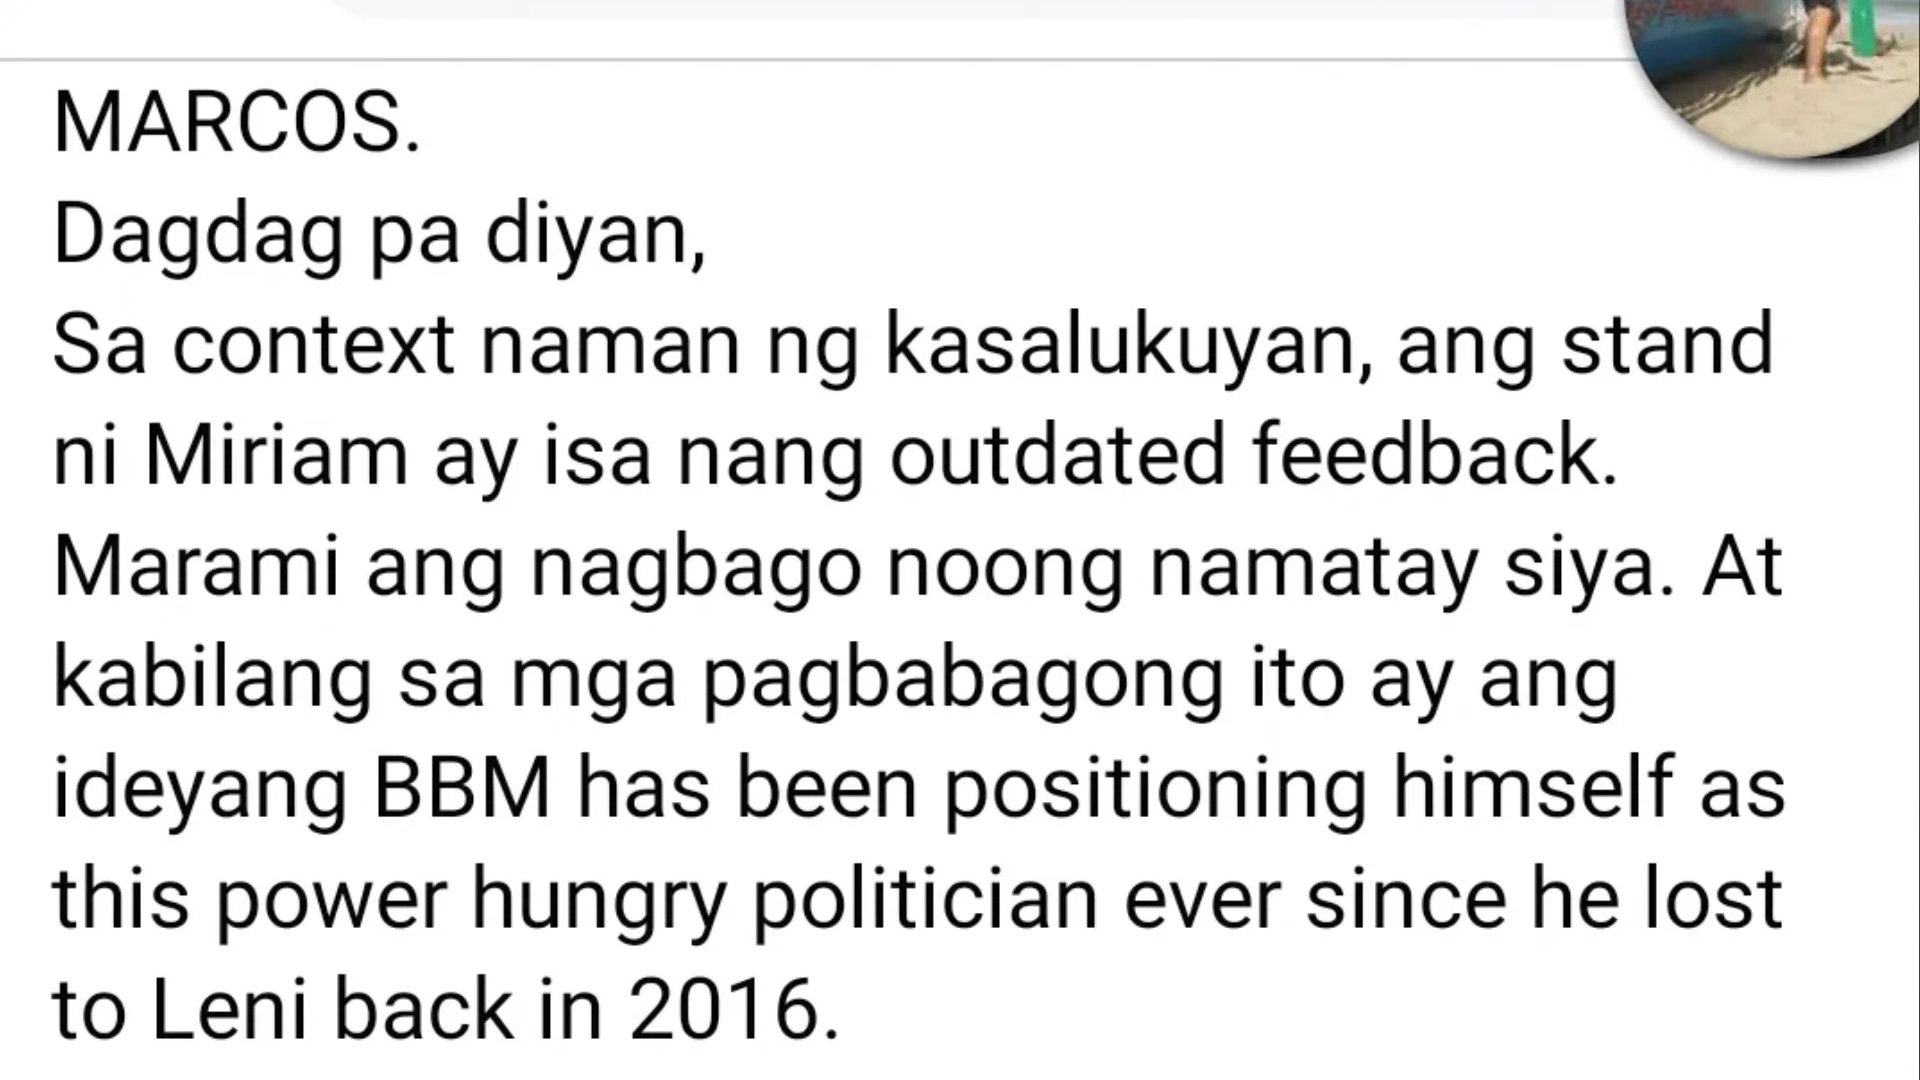 MARCOS.
Dagdag pa diyan,
Sa context naman ng kasalukuyan, ang stand
ni Miriam ay isa nang outdated feedback.
Marami ang nagbago noong namatay siya. At
kabilang sa mga pagbabagong ito ay ang
ideyang BBM has been positioning himself as
this power hungry politician ever since he lost
to Leni back in 2016.